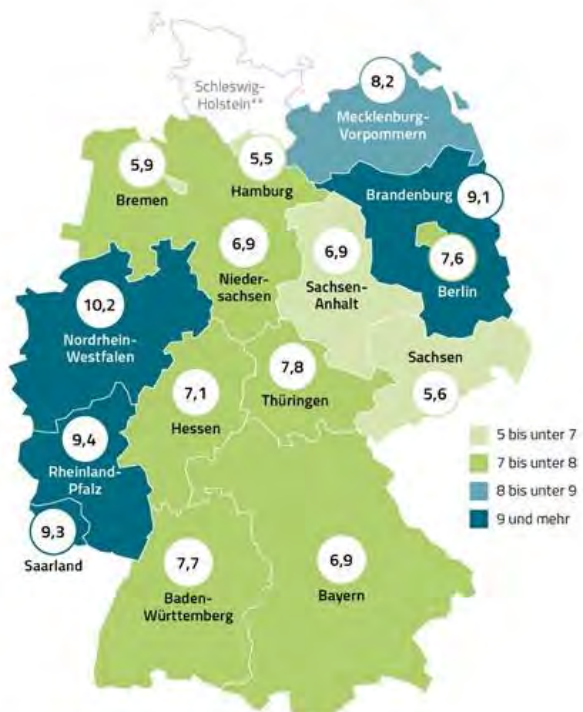 Schleswig-
Holstein**
8,2
Mecklenburg-
Vorpommern
5,9
Bremen
5,5
Hamburg
Brandenburg
9,1
6,9
Nieder-
sachsen
6,9
Sachsen-
Anhalt
7,6
Berlin
10,2
Nordrhein-
Westfalen
Sachsen
5,6
7,1
Hessen
7,8
Thüringen
9,4
Rheinland-
Pfalz
9,3
Saarland
7,7
Baden-
Württemberg
6,9
Bayern
5 bis unter 7
7 bis unter 8
8 bis unter 9
9 und mehr